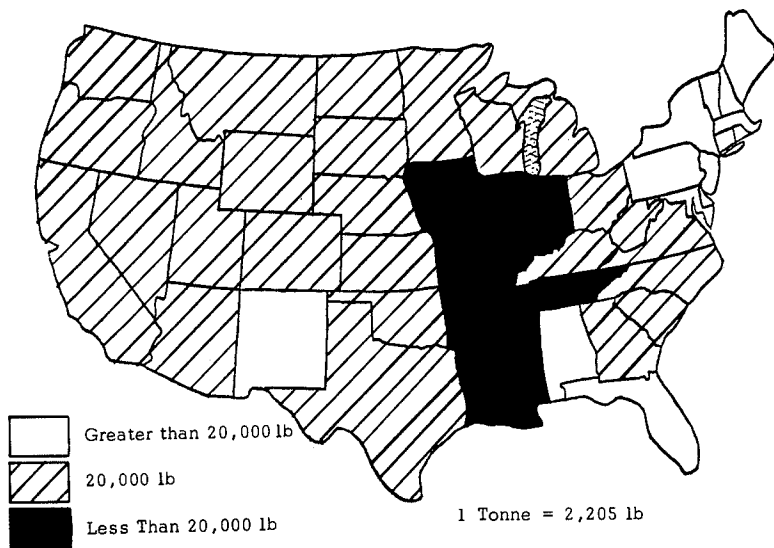 Greater than 20,000 lb
20,000 lb
Less Than 20,000 lb
1 Tonne = 2,205 lb